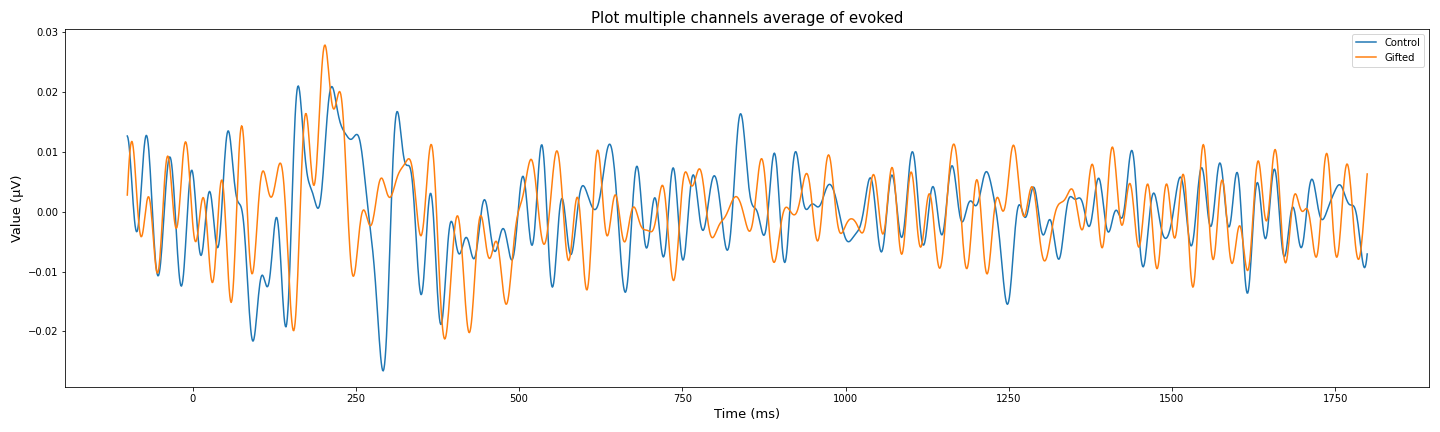 Plot multiple channels average of evoked
Control
Gifted
Value (µV)
0.03
0.02
0.01
0.00
−0.01
−0.02
0
250
500
750
1000
1250
1500
1750
Time (ms)